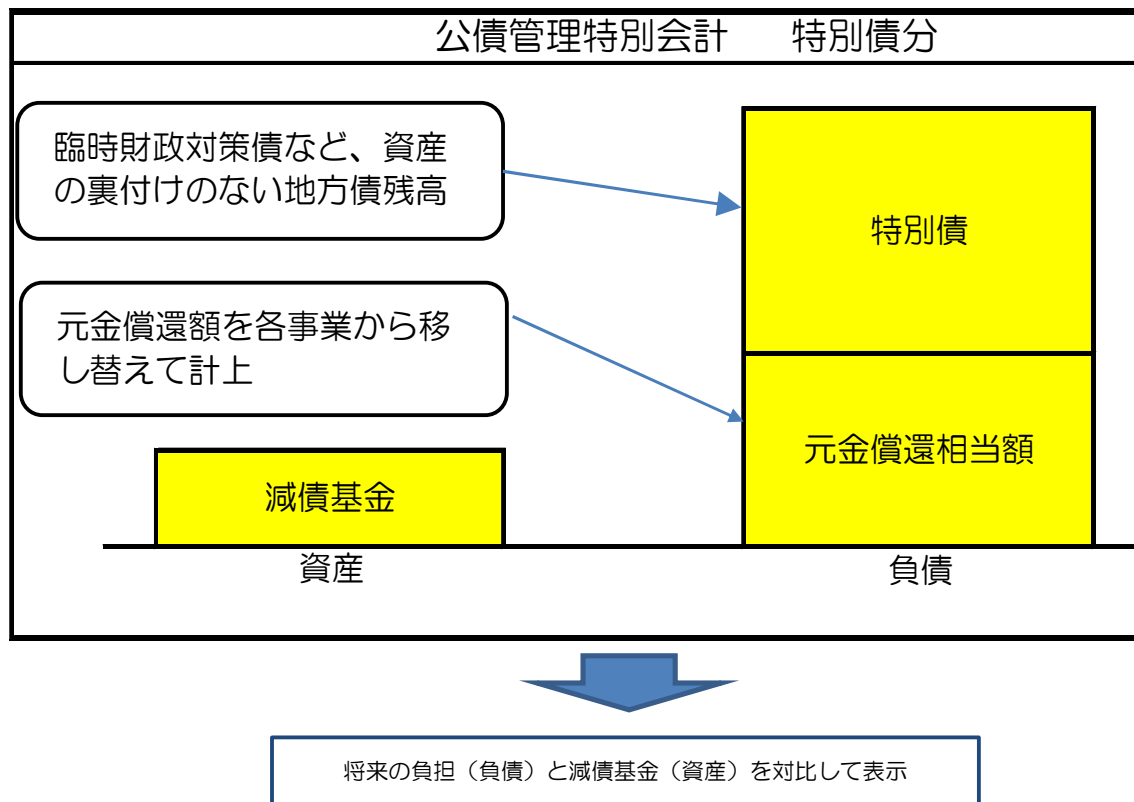 公債管理特別会計　　特別債分
臨時財政対策債など、資産
の裏付けのない地方債残高
特別債
元金償還額を各事業から移
し替えて計上
元金償還相当額
減債基金
資産
負債
将来の負担（負債）と減債基金（資産）を対比して表示